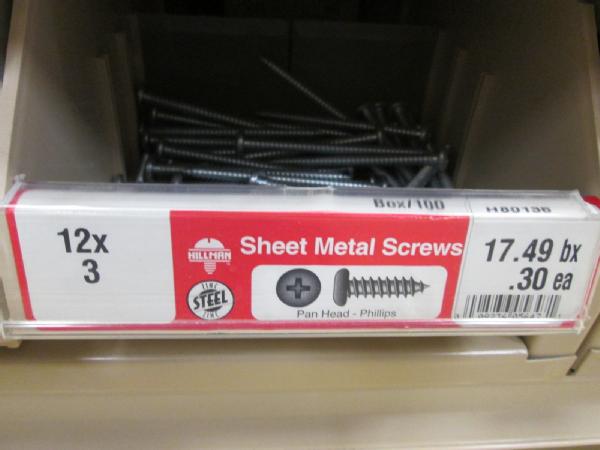 Box/100
H80136
12x
3
HILLMAN
Sheet Metal Screws
17.49 bx
.30 ea
ZINC
STEEL
ZINC
Pan Head - Phillips